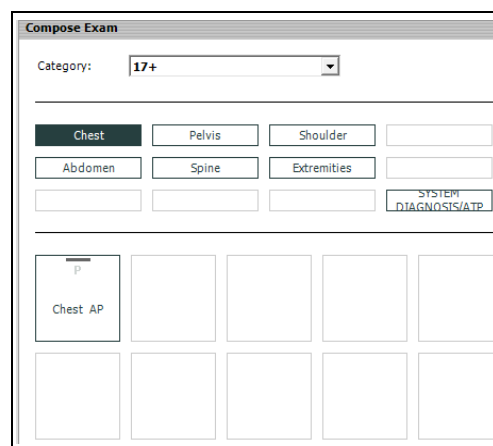 Compose Exam
Category: 17+
Chest Pelvis Shoulder
Abdomen Spine Extremities
SYSTEM
DIAGNOSIS/ATP
P
Chest AP